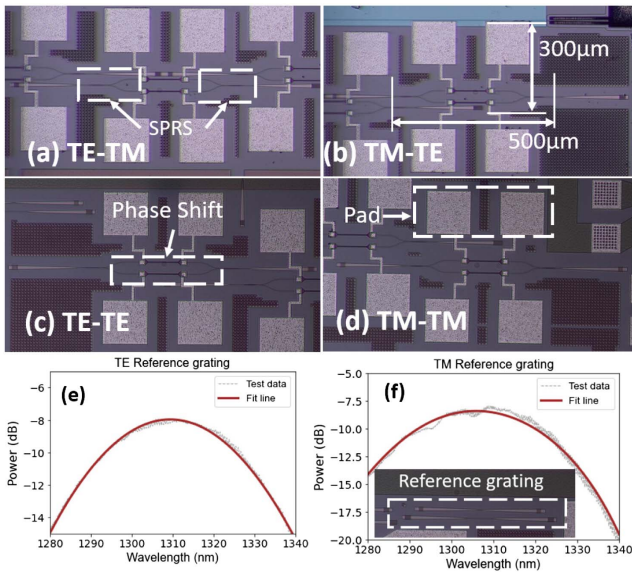 SPRS
(a) TE-TM
300μm
500μm
(b) TM-TE
Phase Shift
(c) TE-TE
Pad
(d) TM-TM
TE Reference grating
(e)
Test data
Fit line
Power (dB)
−6
−8
−10
−12
−14
1280 1290 1300 1310 1320 1330 1340
Wavelength (nm)
TM Reference grating
(f)
Test data
Fit line
Reference grating
Power (dB)
−5.0
−7.5
−10.0
−12.5
−15.0
−17.5
−20.0
1280 1290 1300 1310 1320 1330 1340
Wavelength (nm)